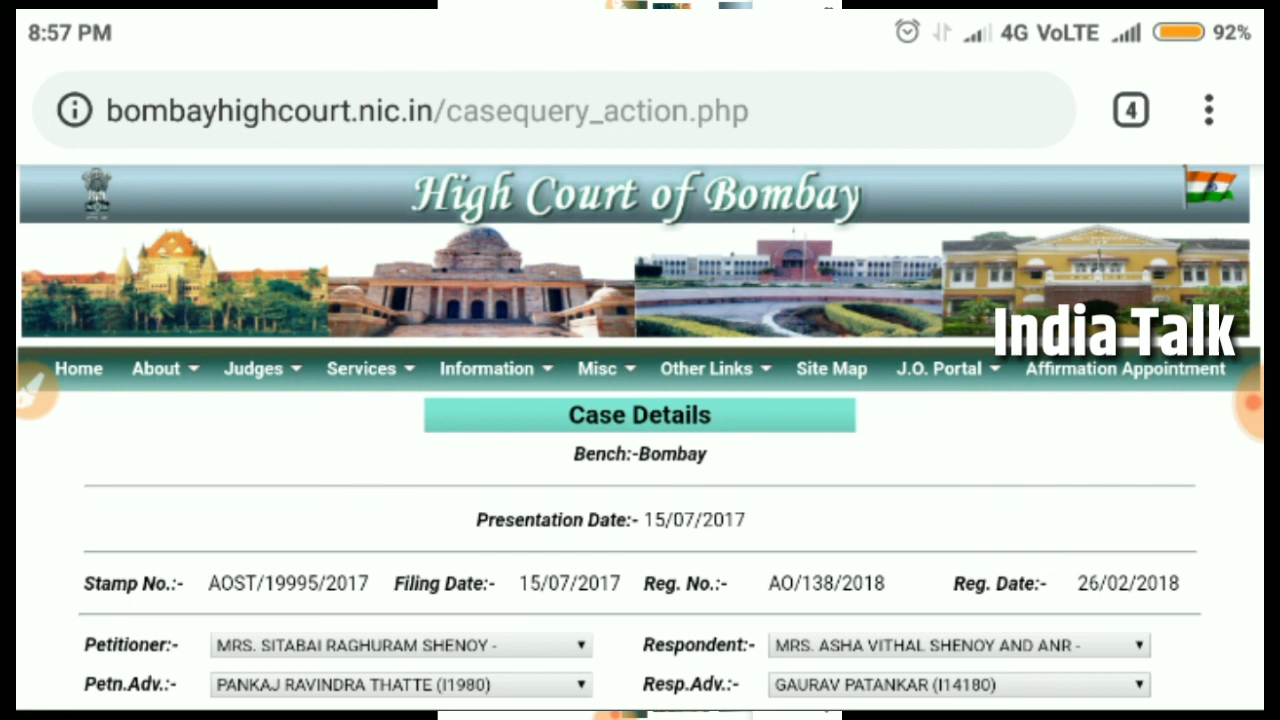 8:57 PM 4G VoLTE 92%
bombayhighcourt.nic.in/casequery_action.php 4
High Court of Bombay
India Talk
Home About Judges Services Information Misc Other Links Site Map J.O. Portal Affirmation Appointment
Case Details
Bench:-Bombay
Presentation Date:- 15/07/2017
Stamp No.:- AOST/19995/2017 Filing Date:- 15/07/2017 Reg. No.:- AO/138/2018 Reg. Date:- 26/02/2018
Petitioner:- MRS. SITABAI RAGHURAM SHENOY - Respondent:- MRS. ASHA VITHAL SHENOY AND ANR -
Petn.Adv.:- PANKAJ RAVINDRA THATTE (I1980) Resp.Adv.:- GAURAV PATANKAR (I14180)